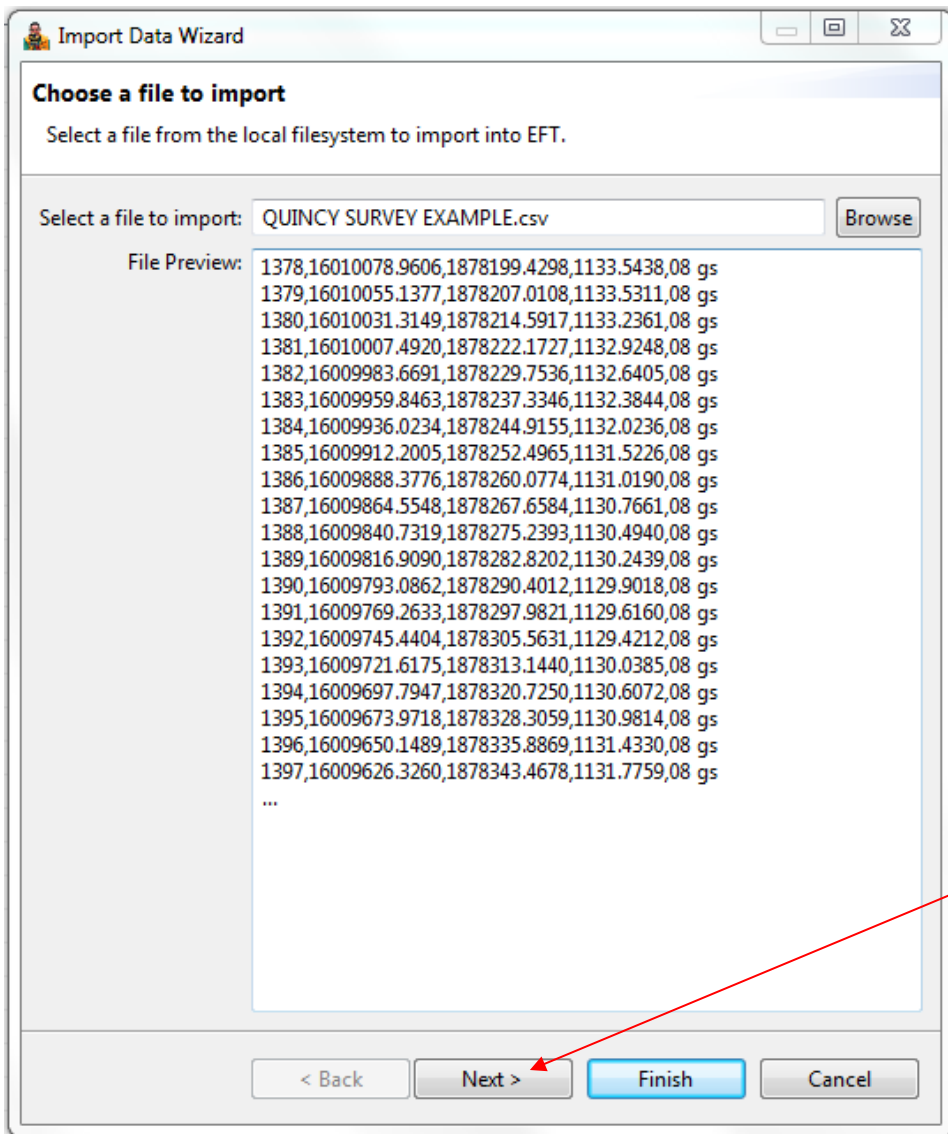 Import Data Wizard
Choose a file to import
Select a file from the local filesystem to import into EFT.
Select a file to import: QUINCY SURVEY EXAMPLE.csv Browse
File Preview:
1378,16010078.9606,1878199.4298,1133.5438,08 gs
1379,16010055.1377,1878207.0108,1133.5311,08 gs
1380,16010031.3149,1878214.5917,1133.2361,08 gs
1381,16010007.4920,1878222.1727,1132.9248,08 gs
1382,16009983.6691,1878229.7536,1132.6405,08 gs
1383,16009959.8463,1878237.3346,1132.3844,08 gs
1384,16009936.0234,1878244.9155,1132.0236,08 gs
1385,16009912.2005,1878252.4965,1131.5226,08 gs
1386,16009888.3776,1878260.0774,1131.0190,08 gs
1387,16009864.5548,1878267.6584,1130.7661,08 gs
1388,16009840.7319,1878275.2393,1130.4940,08 gs
1389,16009816.9090,1878282.8202,1130.2439,08 gs
1390,16009793.0862,1878290.4012,1129.9018,08 gs
1391,16009769.2633,1878297.9821,1129.6160,08 gs
1392,16009745.4404,1878305.5631,1129.4212,08 gs
1393,16009721.6175,1878313.1440,1130.0385,08 gs
1394,16009697.7947,1878320.7250,1130.6072,08 gs
1395,16009673.9718,1878328.3059,1130.9814,08 gs
1396,16009650.1489,1878335.8869,1131.4330,08 gs
1397,16009626.3260,1878343.4678,1131.7759,08 gs
...
< Back Next > Finish Cancel